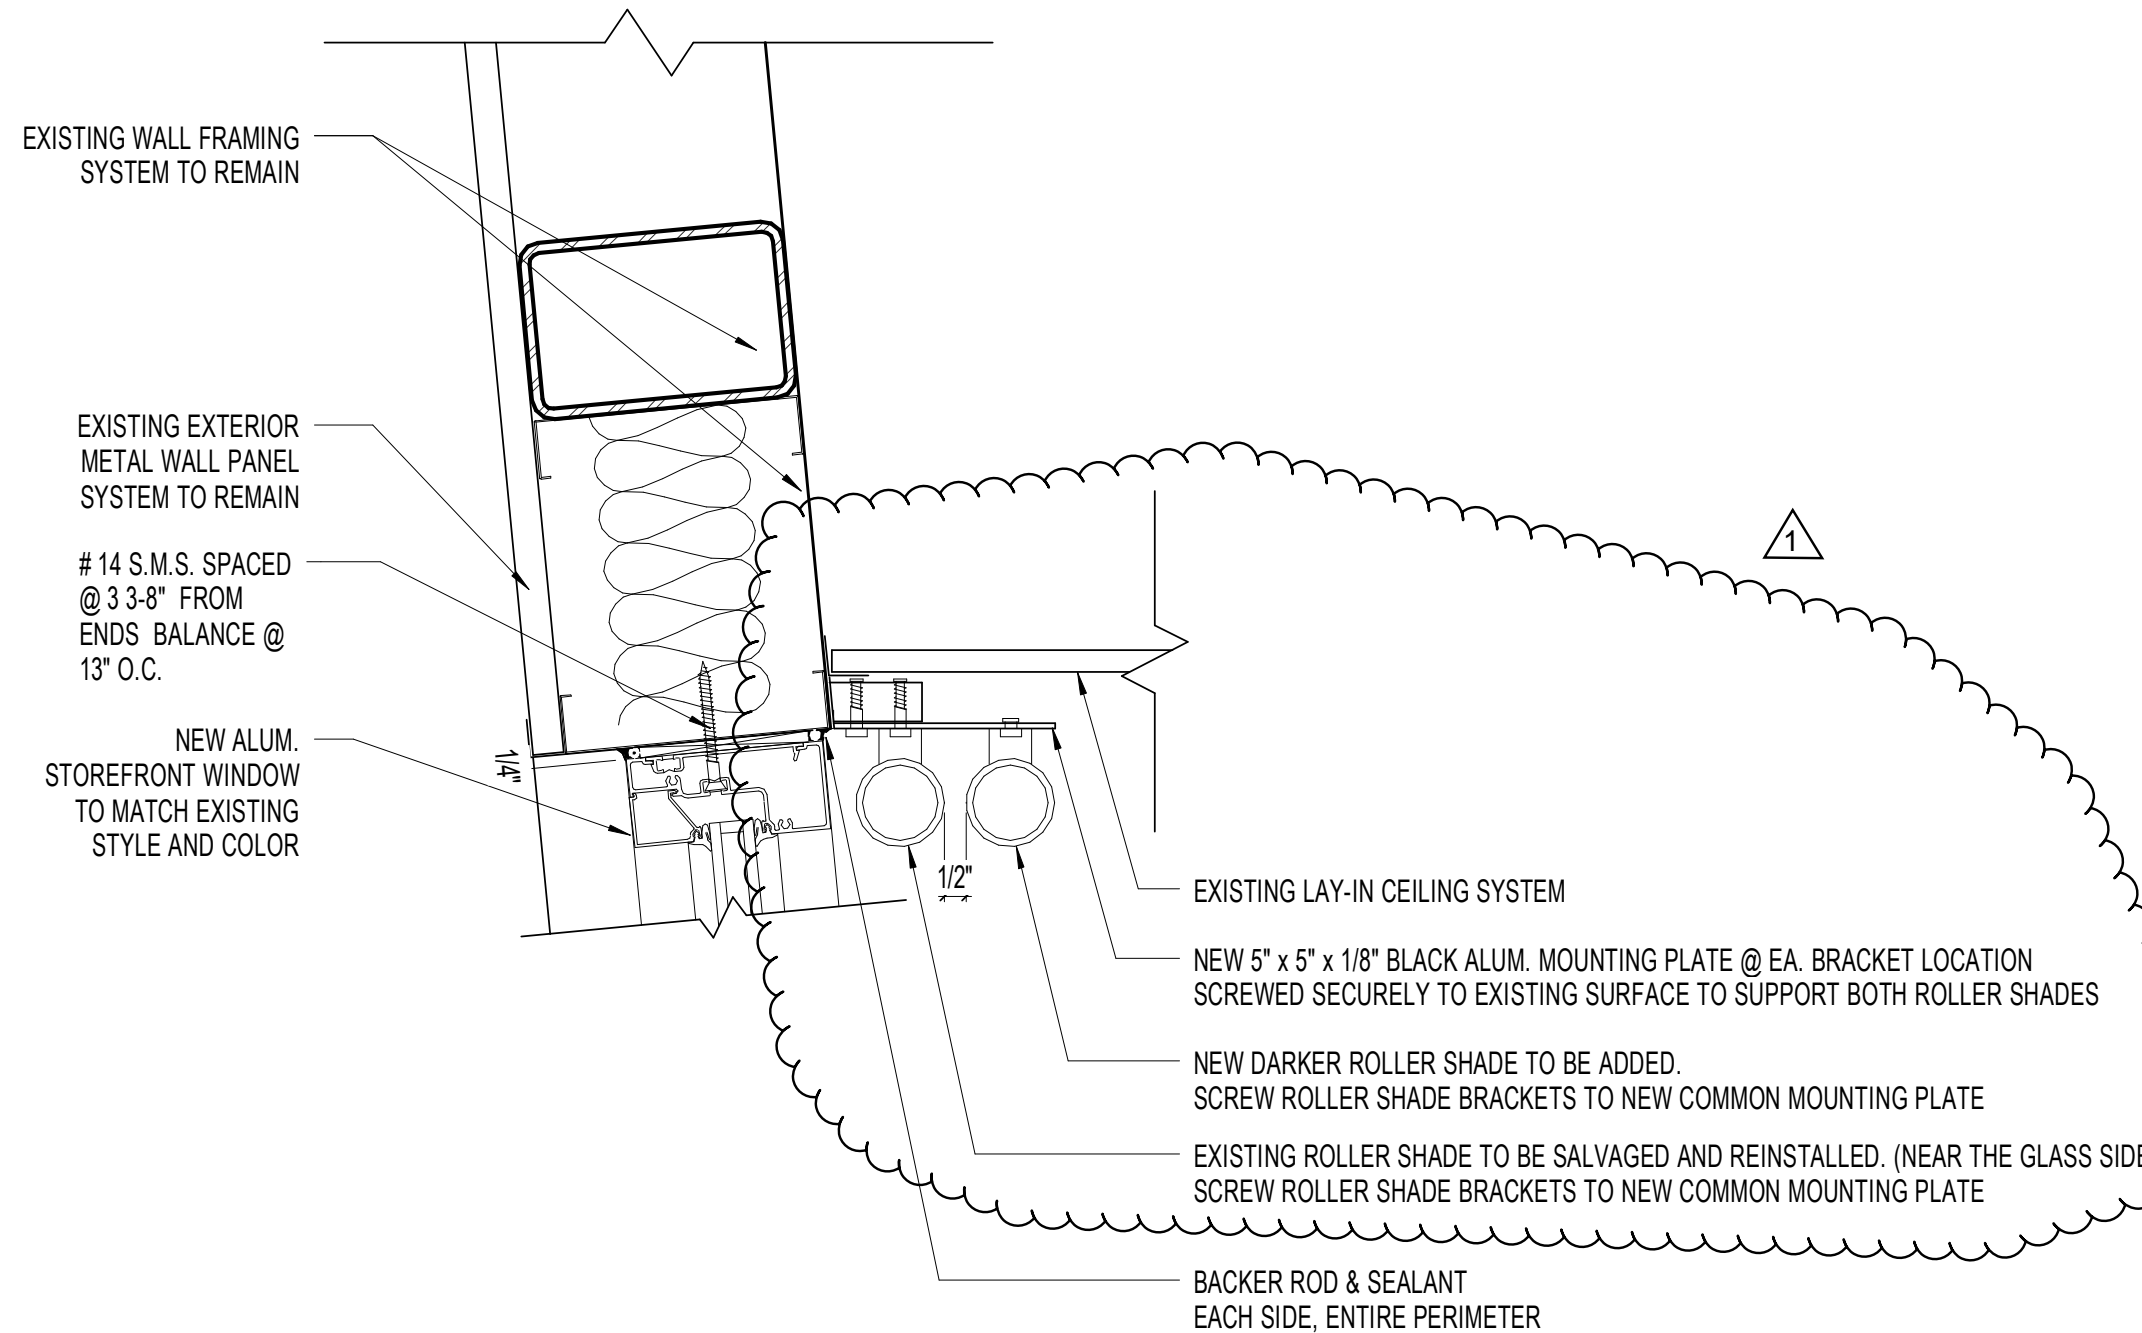 EXISTING WALL FRAMING
SYSTEM TO REMAIN
EXISTING EXTERIOR
METAL WALL PANEL
SYSTEM TO REMAIN
# 14 S.M.S. SPACED
@ 3 3-8" FROM
ENDS BALANCE @
13" O.C.
NEW ALUM.
STOREFRONT WINDOW
TO MATCH EXISTING
STYLE AND COLOR
1/4"
1
1/2"
EXISTING LAY-IN CEILING SYSTEM
NEW 5" x 5" x 1/8" BLACK ALUM. MOUNTING PLATE @ EA. BRACKET LOCATION
SCREWED SECURELY TO EXISTING SURFACE TO SUPPORT BOTH ROLLER SHADES
NEW DARKER ROLLER SHADE TO BE ADDED.
SCREW ROLLER SHADE BRACKETS TO NEW COMMON MOUNTING PLATE
EXISTING ROLLER SHADE TO BE SALVAGED AND REINSTALLED. (NEAR THE GLASS SIDE
SCREW ROLLER SHADE BRACKETS TO NEW COMMON MOUNTING PLATE
BACKER ROD & SEALANT
EACH SIDE, ENTIRE PERIMETER